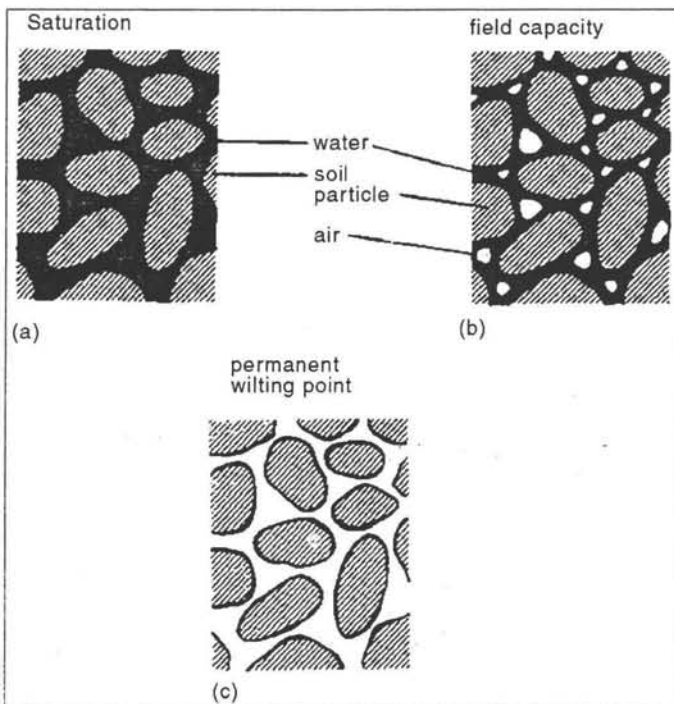 Saturation
field capacity
water
soil
particle
air
(a)
(b)
permanent
wilting point
(c)